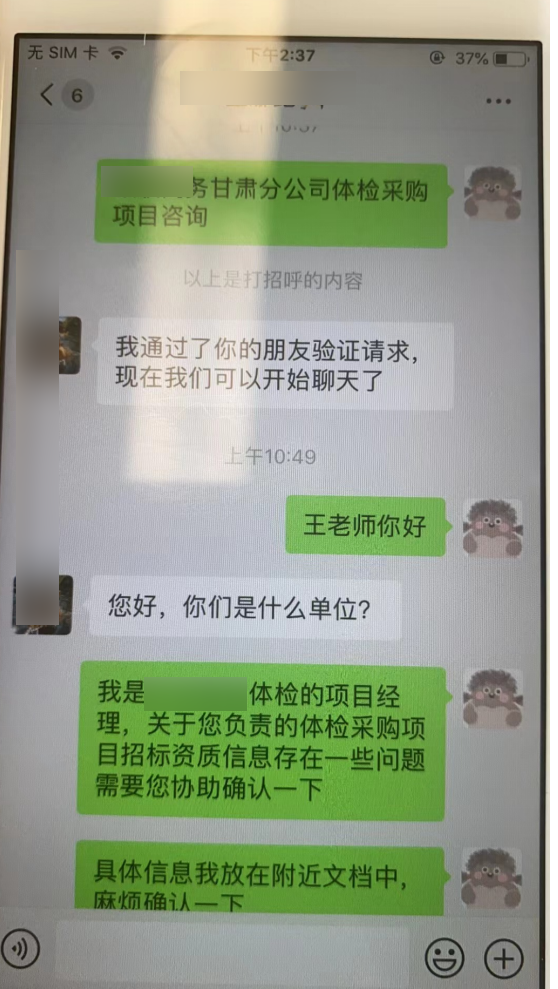 无 SIM 卡
下午2:37
37%
6
务甘肃分公司体检采购
项目咨询
以上是打招呼的内容
我通过了你的朋友验证请求，
现在我们可以开始聊天了
上午10:49
王老师你好
您好，你们是什么单位？
我是
体检的项目经
理，关于您负责的体检采购项
目招标资质信息存在一些问题
需要您协助确认一下
具体信息我放在附近文档中，
麻烦确认一下